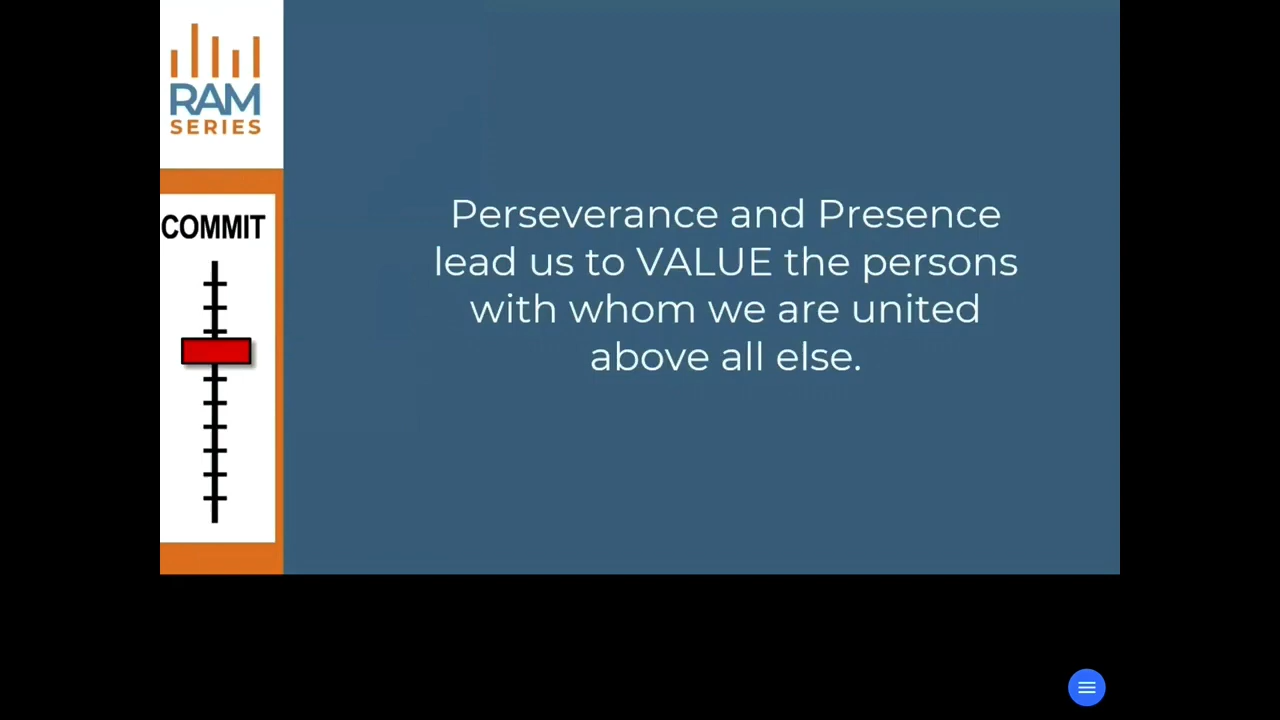 RAM
SERIES
COMMIT
Perseverance and Presence
lead us to VALUE the persons
with whom we are united
above all else.